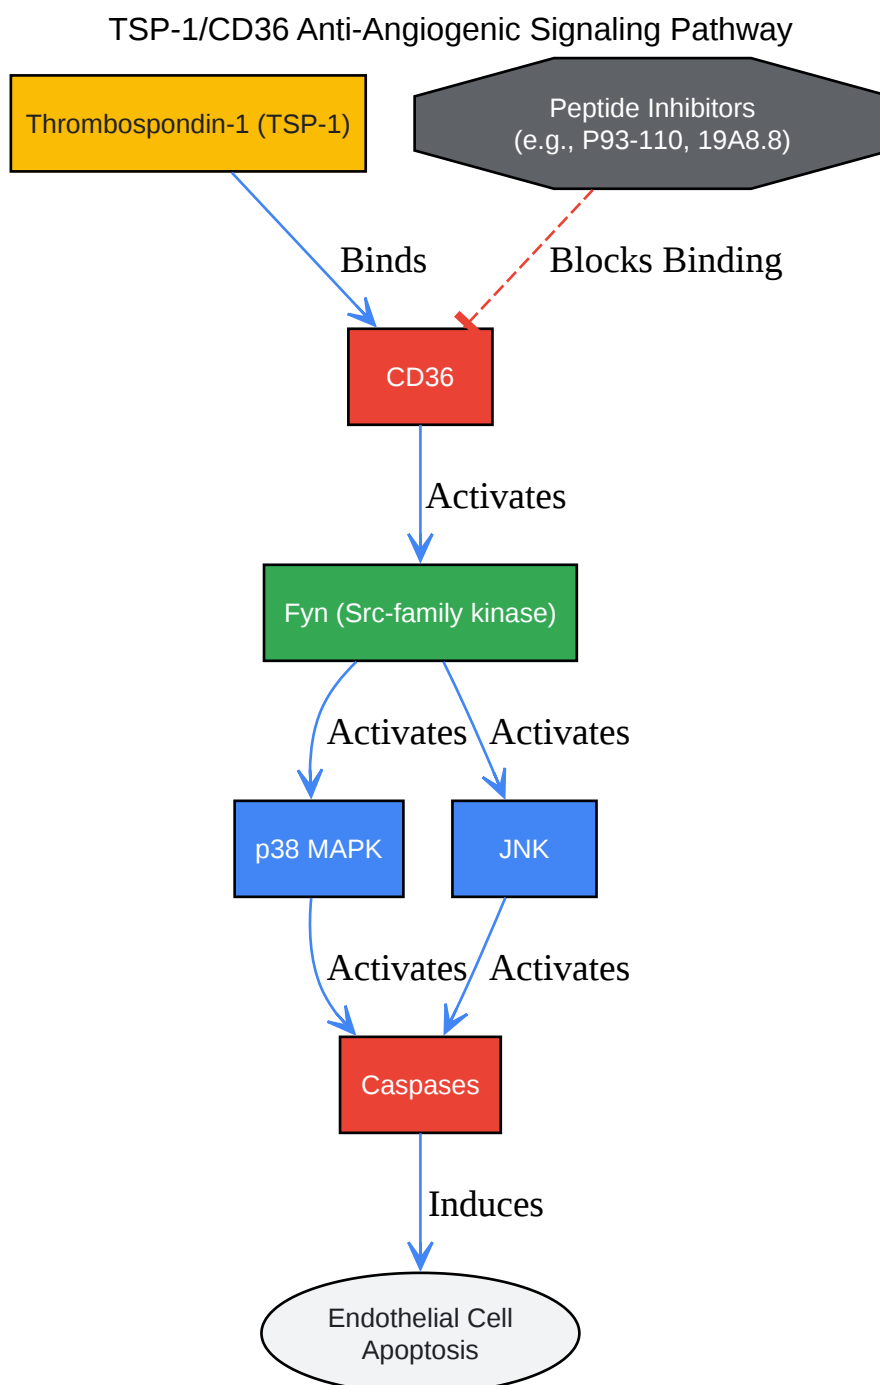 TSP-1/CD36 Anti-Angiogenic Signaling Pathway
Thrombospondin-1 (TSP-1)
Peptide Inhibitors
(e.g., P93-110, 19A8.8)
Binds
Blocks Binding
CD36
Activates
Fyn (Src-family kinase)
Activates
Activates
p38 MAPK
JNK
Activates
Activates
Caspases
Induces
Endothelial Cell
Apoptosis